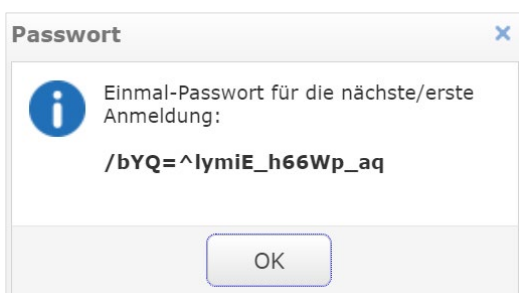 Passwort
Einmal-Passwort für die nächste/erste
Anmeldung:
/bYQ=^lymiE_h66Wp_aq
OK